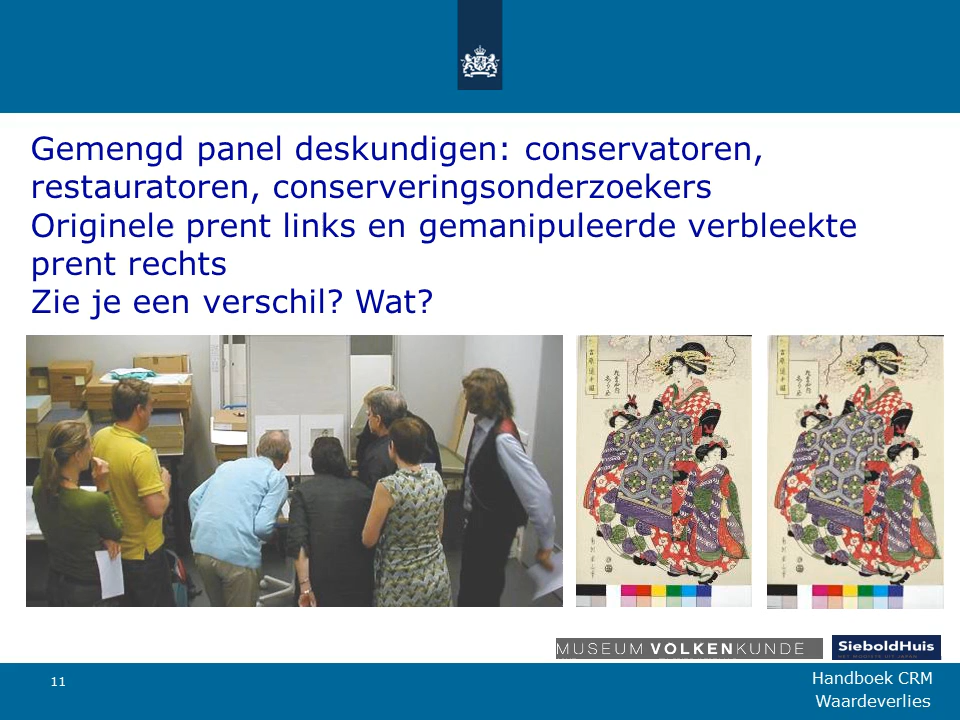 Gemengd panel deskundigen: conservatoren,
restauratoren, conserveringsonderzoekers
Originele prent links en gemanipuleerde verbleekte
prent rechts
Zie je een verschil? Wat?
MUSEUM VOLKENKUNDE
SieboldHuis
11
Handboek CRM
Waardeverlies